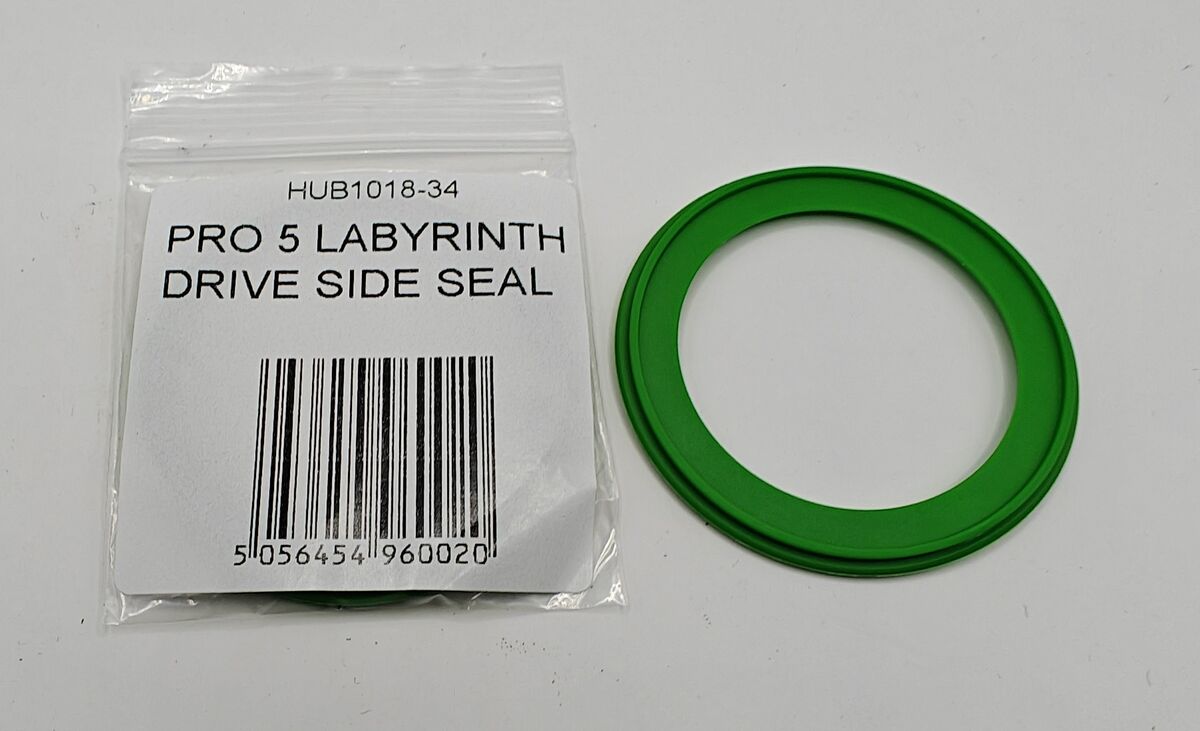 HUB1018-34
PRO 5 LABYRINTH
DRIVE SIDE SEAL
5 056454 960020